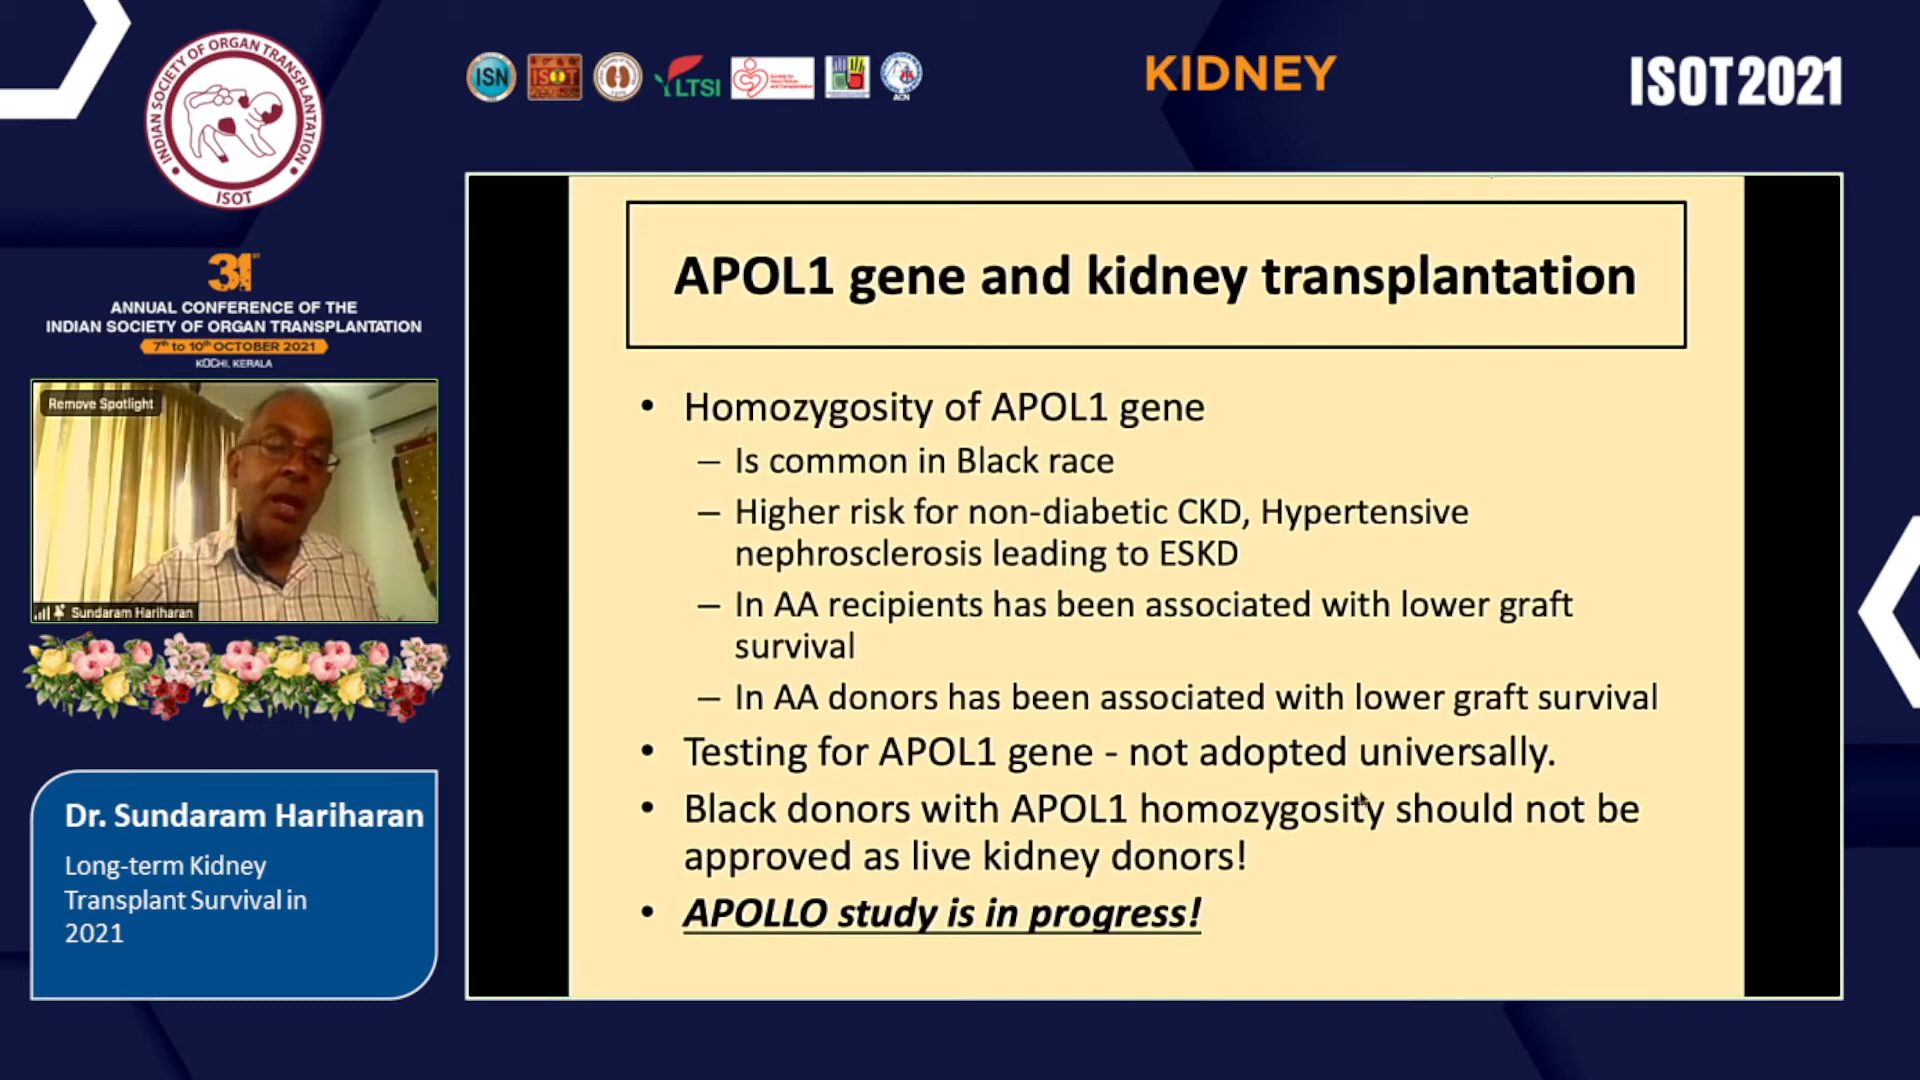 INDIAN SOCIETY OF ORGAN TRANSPLANTATION
ISOT
ISN
ISOT
LTSI
ACN
KIDNEY
ISOT2021
31ST
ANNUAL CONFERENCE OF THE
INDIAN SOCIETY OF ORGAN TRANSPLANTATION
7th to 10th OCTOBER 2021
KOCHI, KERALA
Remove Spotlight
Sundaram Hariharan
Dr. Sundaram Hariharan
Long-term Kidney
Transplant Survival in
2021
APOL1 gene and kidney transplantation
• Homozygosity of APOL1 gene
– Is common in Black race
– Higher risk for non-diabetic CKD, Hypertensive
nephrosclerosis leading to ESKD
– In AA recipients has been associated with lower graft
survival
– In AA donors has been associated with lower graft survival
• Testing for APOL1 gene - not adopted universally.
• Black donors with APOL1 homozygosity should not be
approved as live kidney donors!
• APOLLO study is in progress!